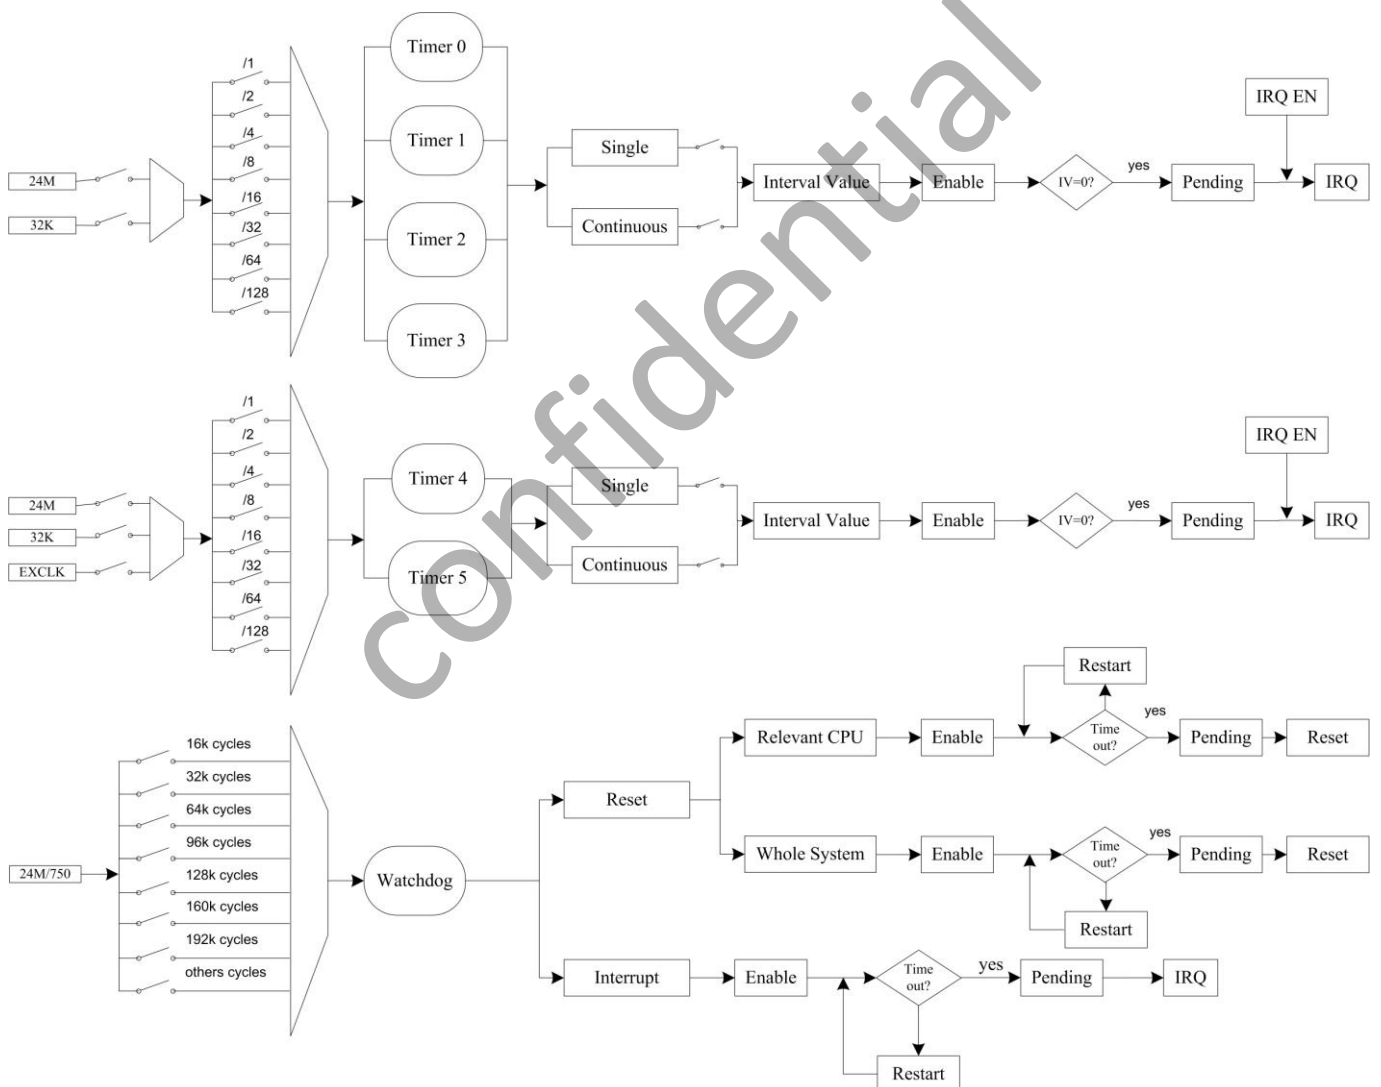 Timer 0
/1
/2
/4
/8
/16
/32
/64
/128
24M
32K
Timer 1
Timer 2
Timer 3
Single
Continuous
Interval Value
Enable
IV=0?
yes
Pending
IRQ EN
IRQ
/1
/2
/4
/8
/16
/32
/64
/128
24M
32K
EXCLK
Timer 4
Timer 5
Single
Continuous
Interval Value
Enable
IV=0?
yes
Pending
IRQ EN
IRQ
24M/750
16k cycles
32k cycles
64k cycles
96k cycles
128k cycles
160k cycles
192k cycles
others cycles
Watchdog
Reset
Relevant CPU
Enable
Restart
Time
out?
yes
Pending
Reset
Whole System
Enable
Time
out?
yes
Pending
Reset
Restart
Interrupt
Enable
Time
out?
yes
Pending
IRQ
Restart
confidential